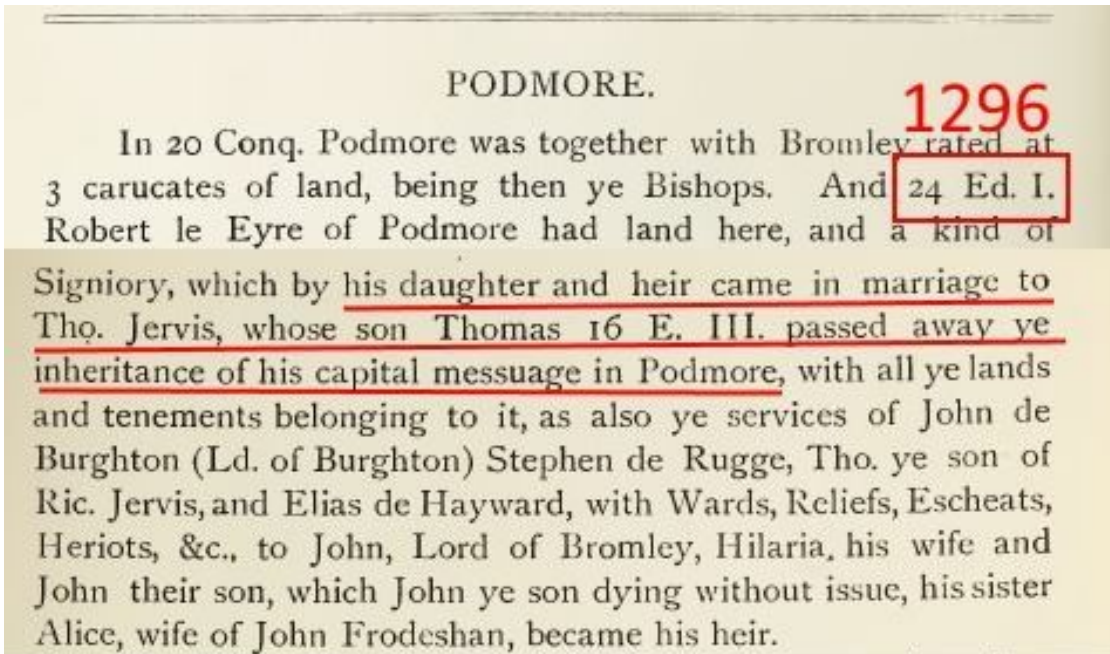 PODMORE.
1296
In 20 Conq. Podmore was together with Bromley rated at
3 carucates of land, being then ye Bishops. And 24 Ed. I.
Robert le Eyre of Podmore had land here, and a kind of
Signiory, which by his daughter and heir came in marriage to
Tho. Jervis, whose son Thomas 16 E. III. passed away ye
inheritance of his capital messuage in Podmore, with all ye lands
and tenements belonging to it, as also ye services of John de
Burghton (Ld. of Burghton) Stephen de Rugge, Tho. ye son of
Ric. Jervis, and Elias de Hayward, with Wards, Reliefs, Escheats,
Heriots, &c., to John, Lord of Bromley, Hilaria, his wife and
John their son, which John ye son dying without issue, his sister
Alice, wife of John Frodeshan, became his heir.